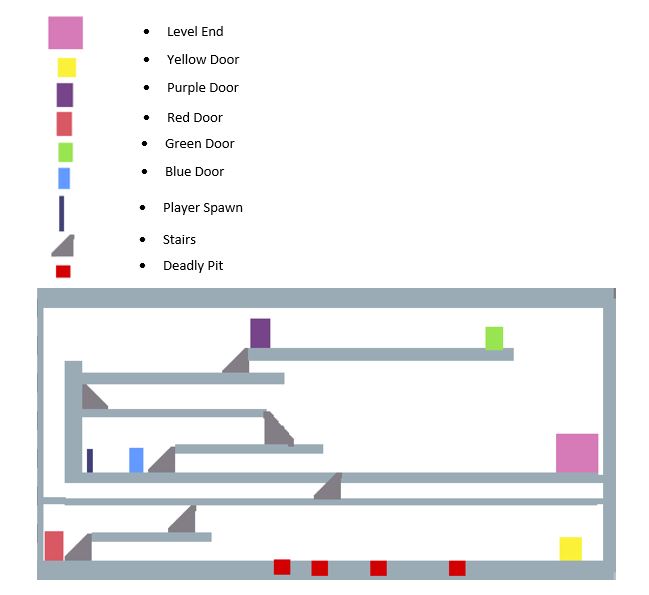 Level End
Yellow Door
Purple Door
Red Door
Green Door
Blue Door
Player Spawn
Stairs
Deadly Pit